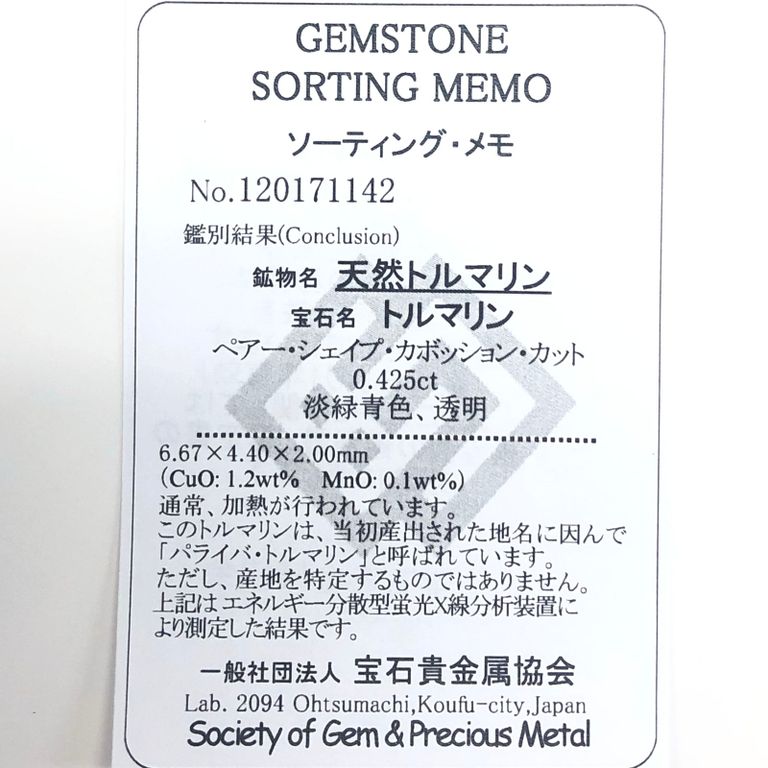 GEMSTONE
SORTING MEMO
ソーティング・メモ
No.120171142
鑑別結果(Conclusion)
鉱物名 天然トルマリン
宝石名 トルマリン
ペアー・シェイプ・カボッション・カット
0.425ct
淡緑青色、透明
6.67×4.40×2.00mm
(CuO: 1.2wt% MnO: 0.1wt%)
通常、加熱が行われています。
このトルマリンは、当初産出された地名に因んで
「パライバ・トルマリン」と呼ばれています。
ただし、産地を特定するものではありません。
上記はエネルギー分散型蛍光X線分析装置に
より測定した結果です。
一般社団法人 宝石貴金属協会
Lab. 2094 Ohtsumachi,Koufu-city,Japan
Society of Gem & Precious Metal